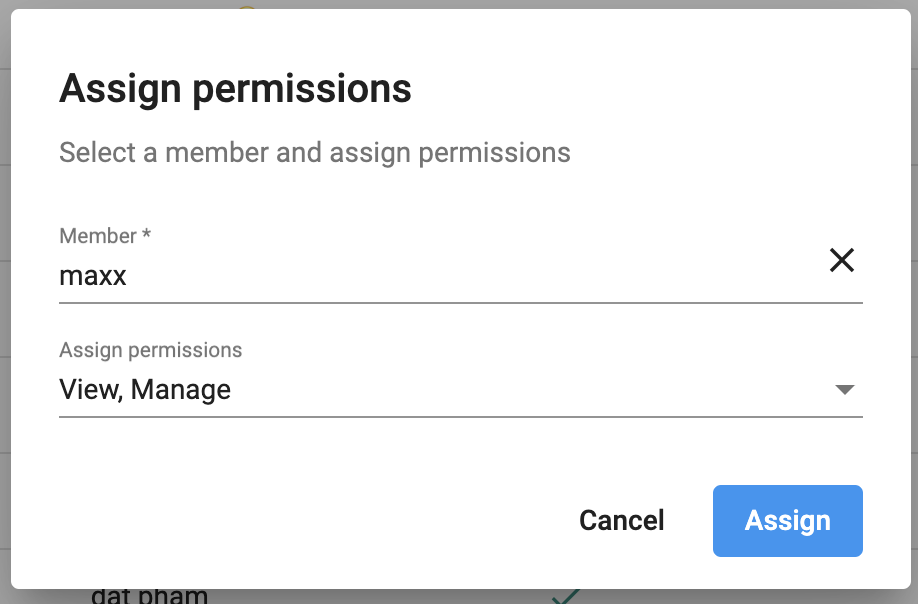 Assign permissions
Select a member and assign permissions
Member *
maxx
Assign permissions
View, Manage
Cancel
Assign
dat pham